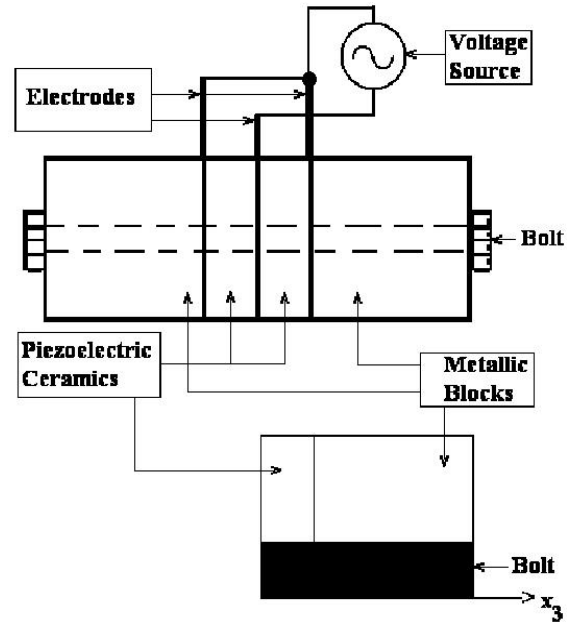 Voltage
Source
Electrodes
Bolt
Piezoelectric
Ceramics
Metallic
Blocks
Bolt
x3